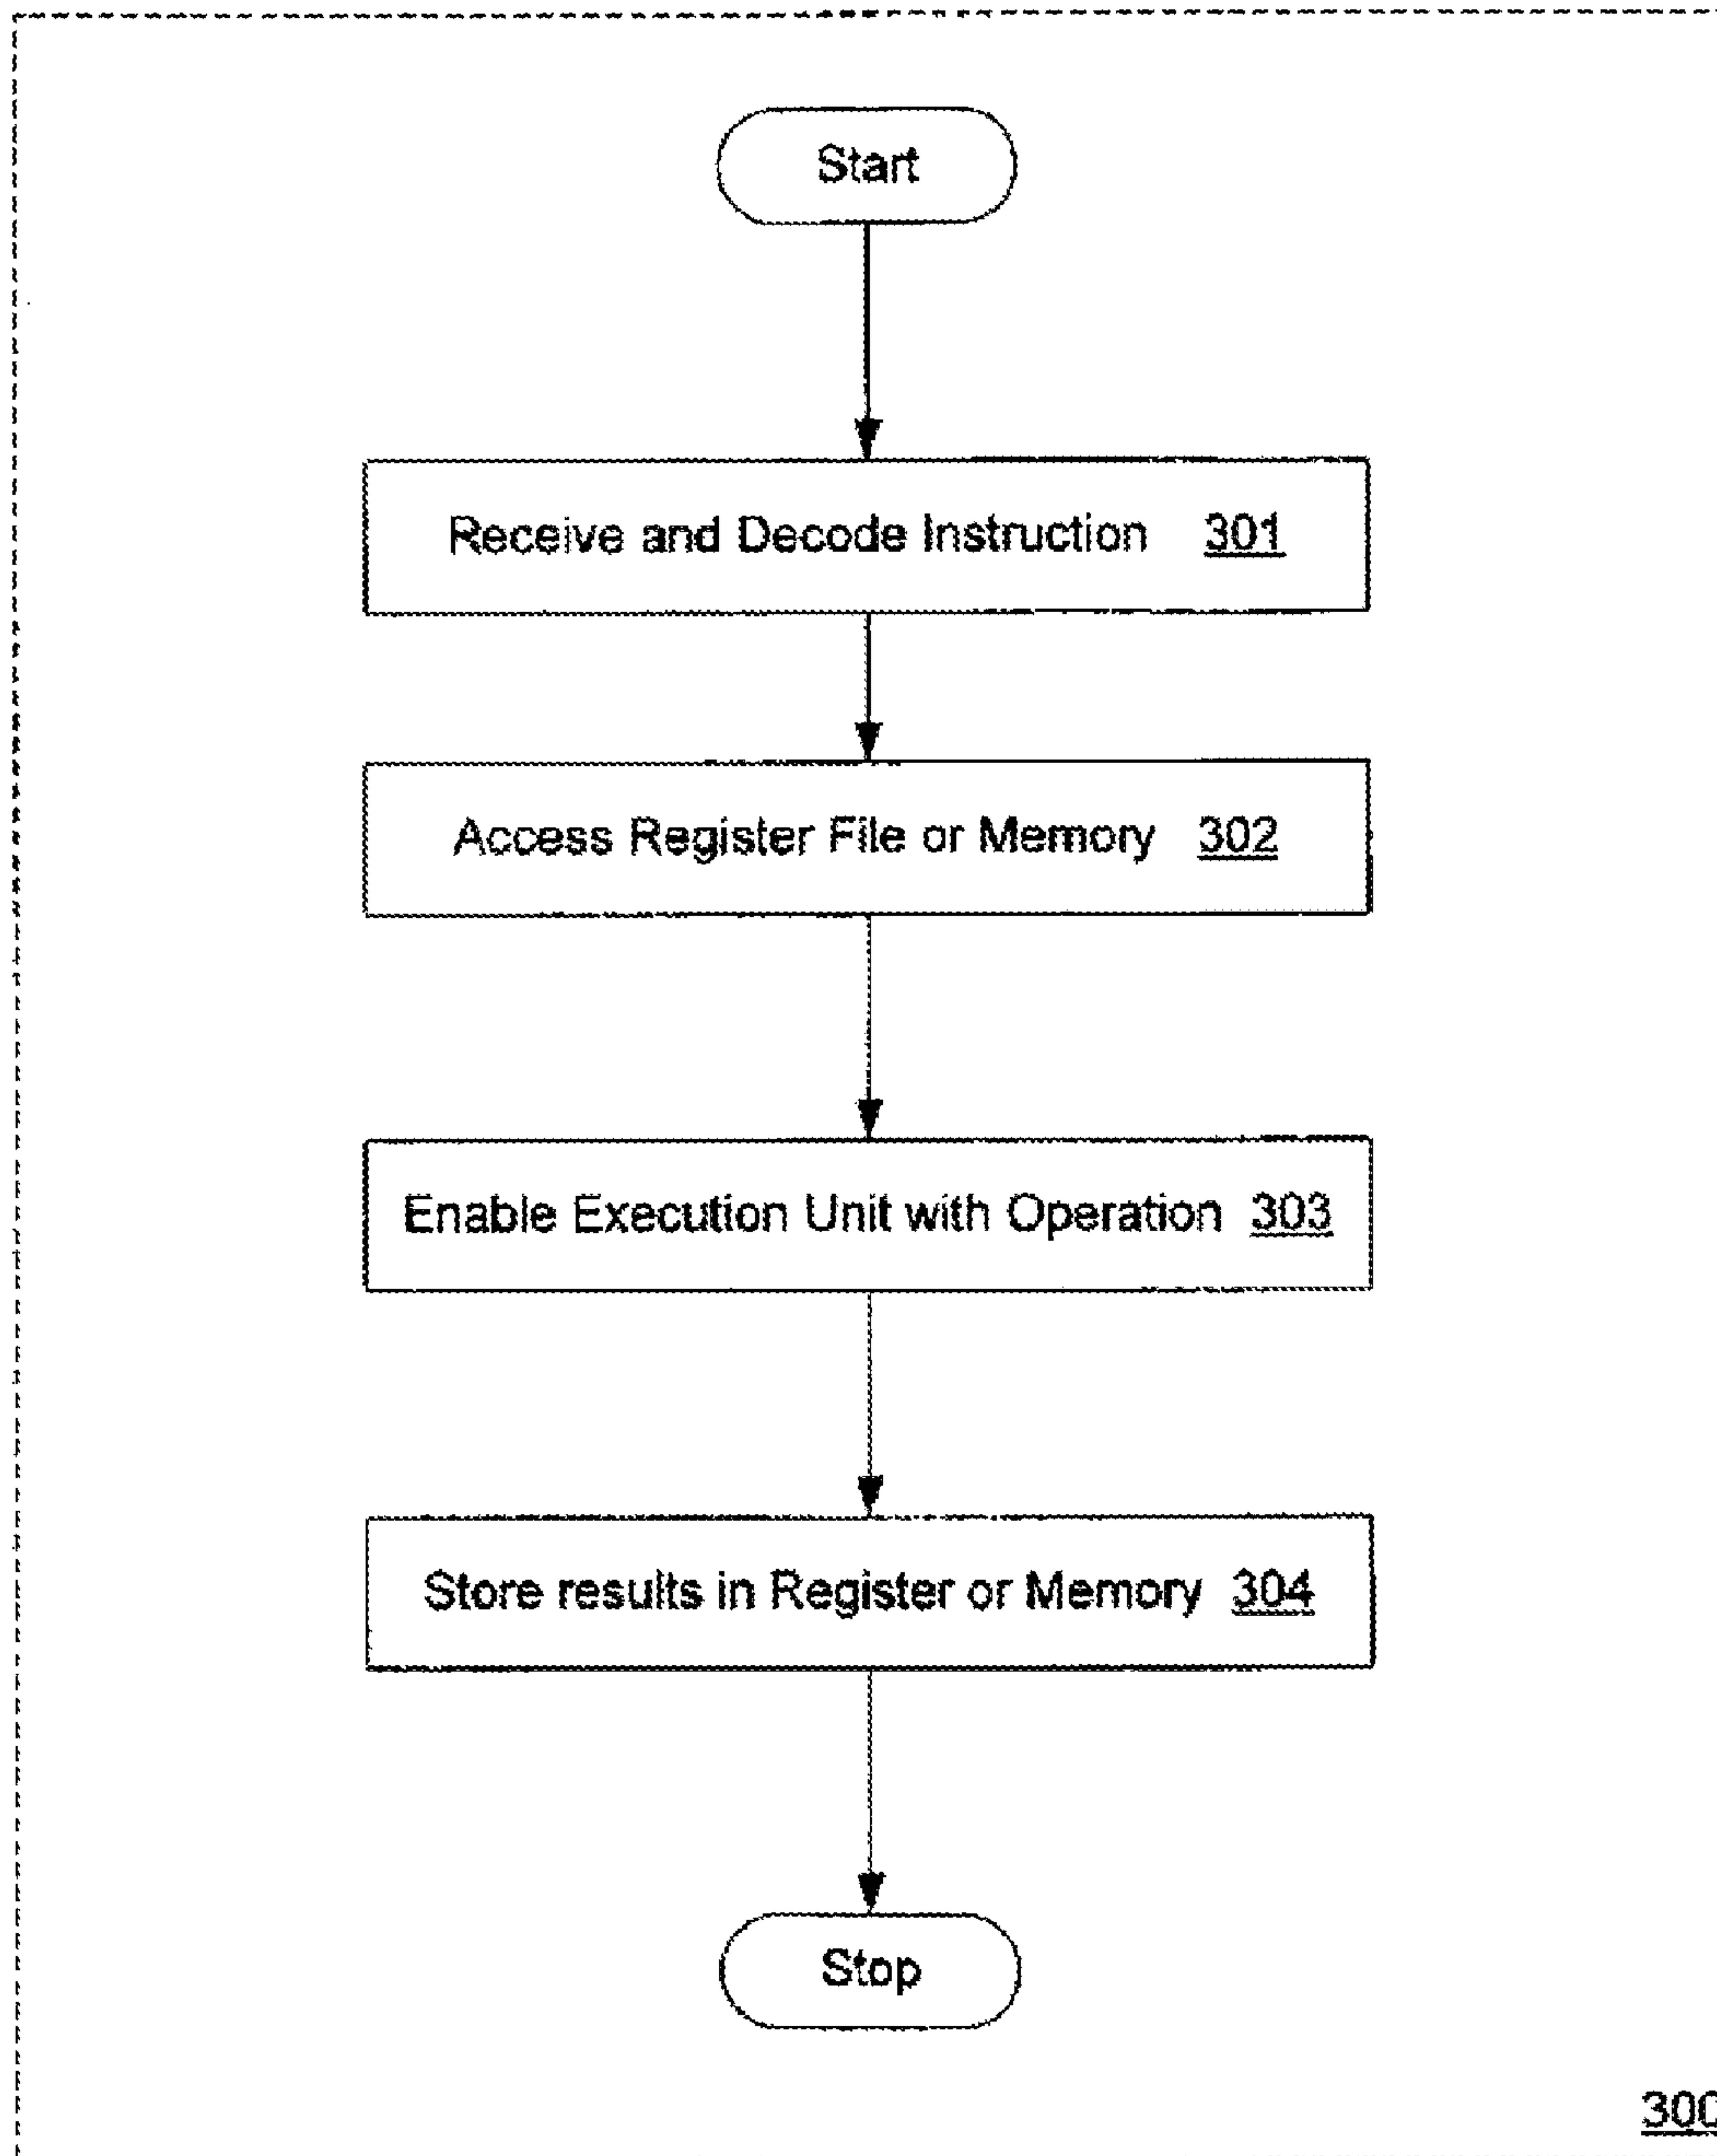 Start
Receive and Decode Instruction 301
Access Register File or Memory 302
Enable Execution Unit with Operation 303
Store results in Register or Memory 304
Stop
300